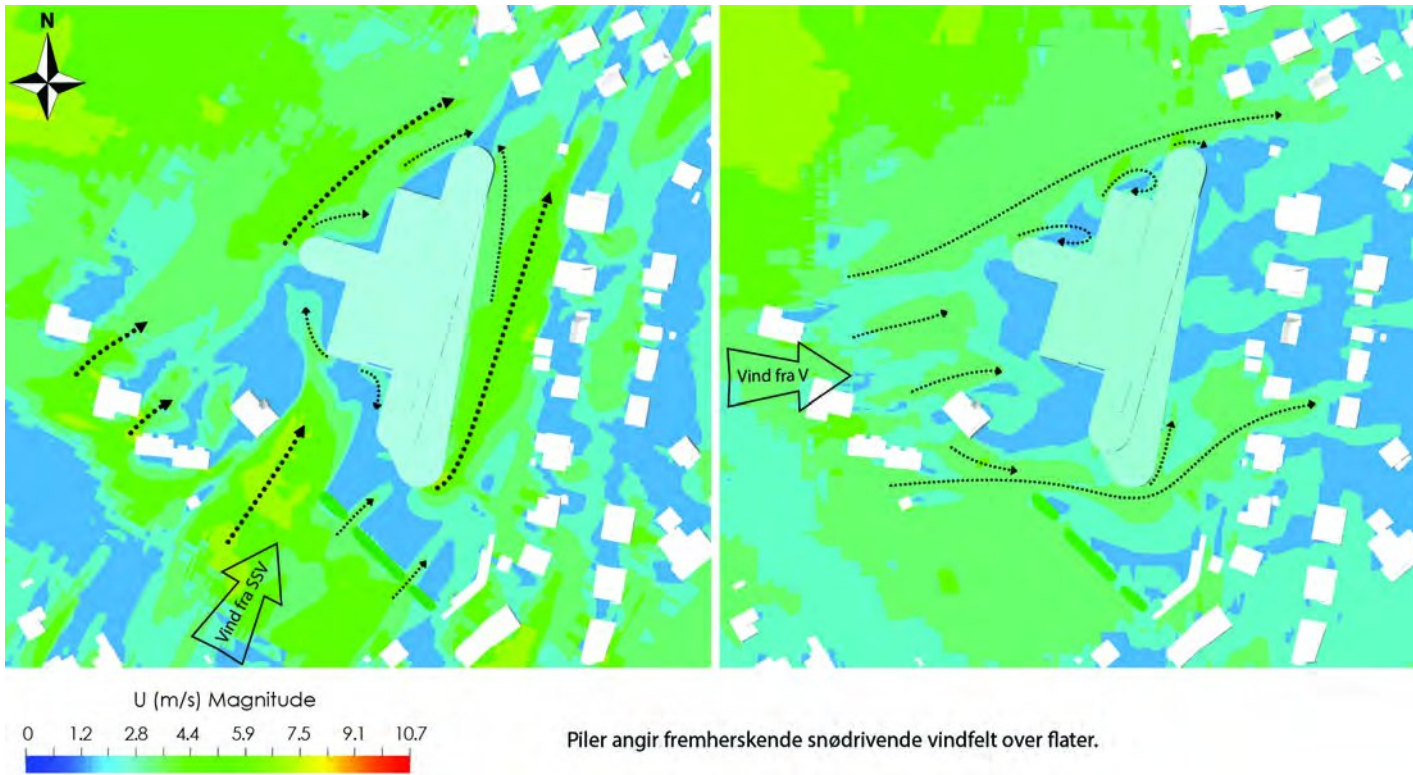 N
Vind fra SSV
Vind fra V
U (m/s) Magnitude
0 1.2 2.8 4.4 5.9 7.5 9.1 10.7
Piler angir fremherskende snødrivende vindfelt over flater.